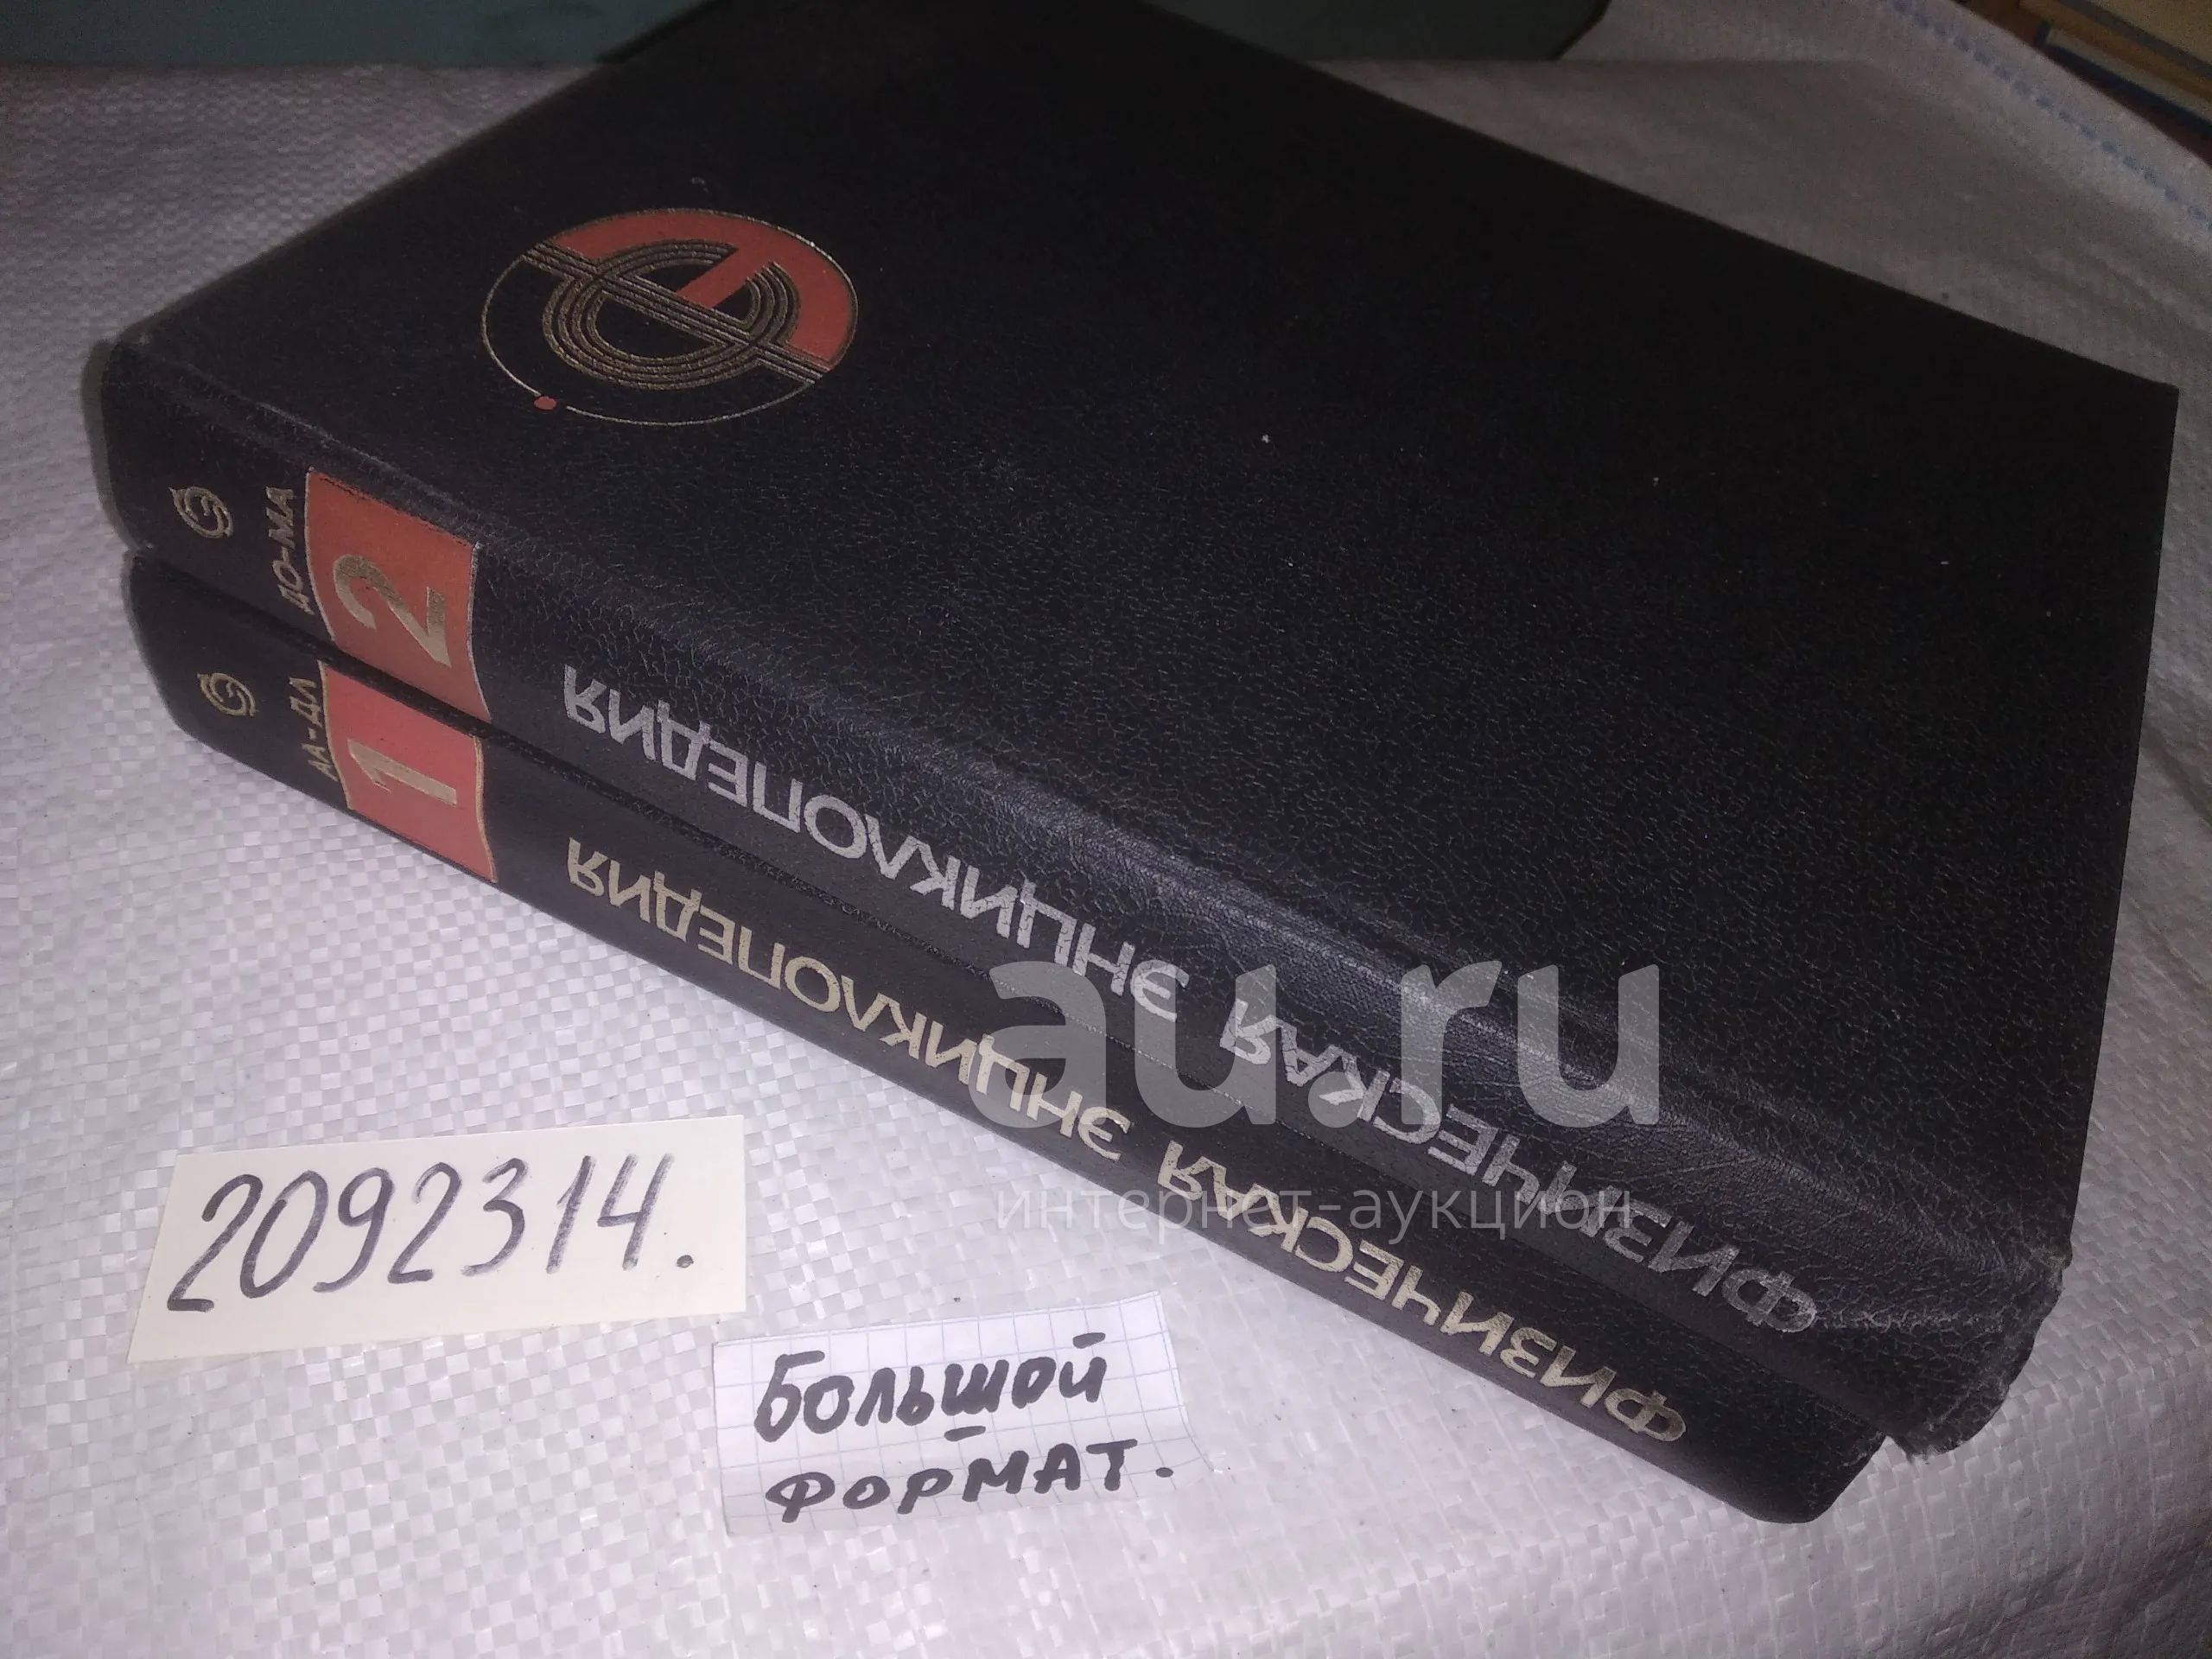 ДО-МА
2
ФИЗИЧЕСКАЯ ЭНЦИКЛОПЕДИЯ
АА-ДЛ
1
ФИЗИЧЕСКАЯ ЭНЦИКЛОПЕДИЯ
au.ru
интернет-аукцион
2092314.
БОЛЬШОЙ
ФОРМАТ.